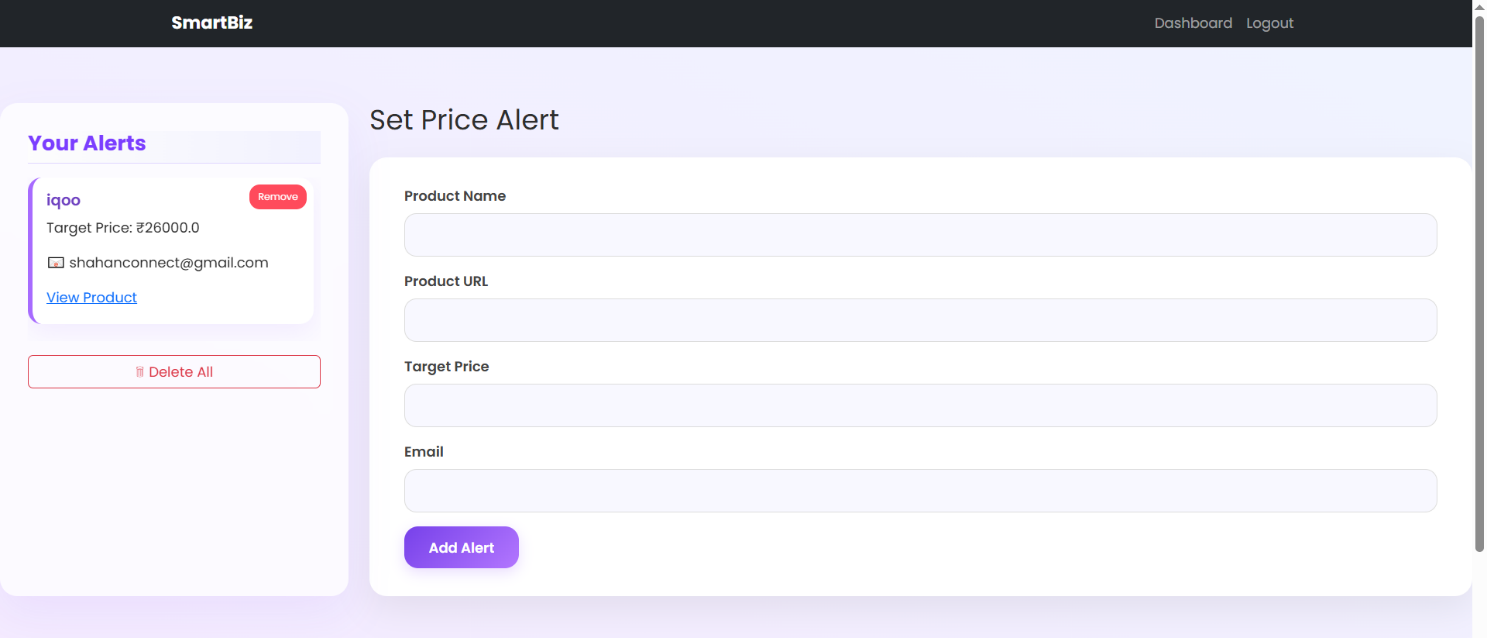 SmartBiz
Dashboard Logout
Your Alerts
iqoo
Remove
Target Price: ₹26000.0
shahanconnect@gmail.com
View Product
Delete All
Set Price Alert
Product Name
Product URL
Target Price
Email
Add Alert